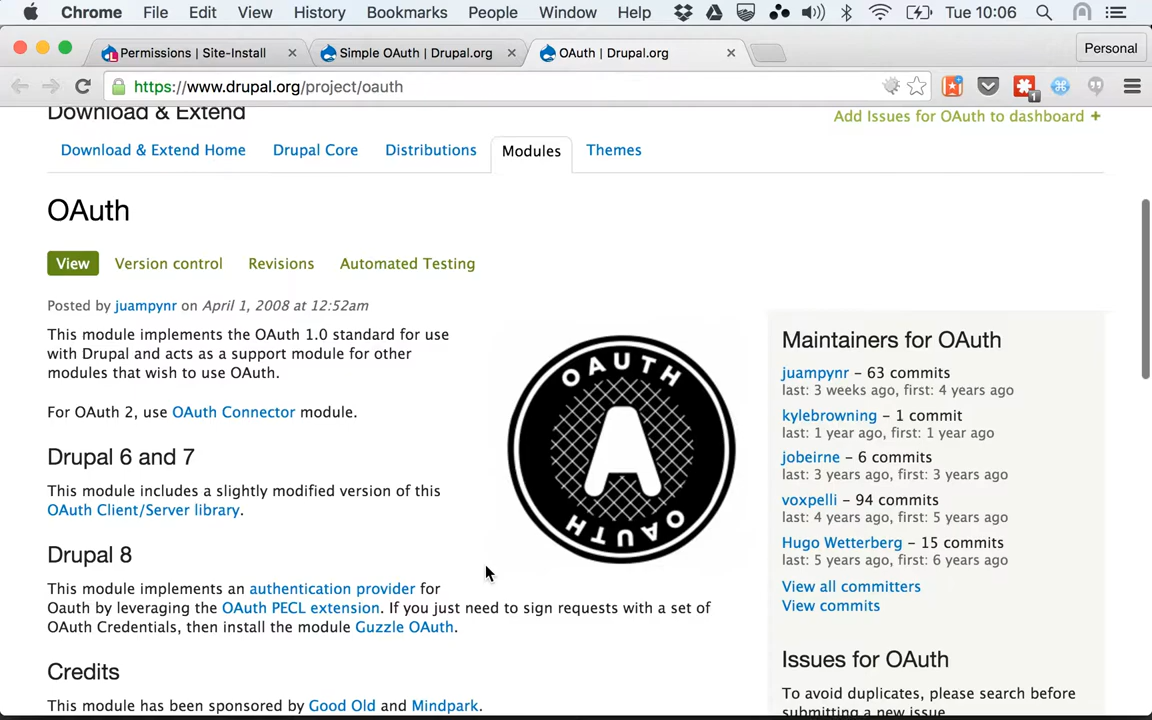 Chrome File Edit View History Bookmarks People Window Help Tue 10:06
Permissions | Site-Install
Simple OAuth | Drupal.org
OAuth | Drupal.org
Personal
https://www.drupal.org/project/oauth
1
Download & Extend
Add Issues for OAuth to dashboard +
Download & Extend Home
Drupal Core
Distributions
Modules
Themes
OAuth
View
Version control
Revisions
Automated Testing
Posted by juampynr on April 1, 2008 at 12:52am
This module implements the OAuth 1.0 standard for use
with Drupal and acts as a support module for other
modules that wish to use OAuth.
For OAuth 2, use OAuth Connector module.
Drupal 6 and 7
This module includes a slightly modified version of this
OAuth Client/Server library.
Drupal 8
This module implements an authentication provider for
Oauth by leveraging the OAuth PECL extension. If you just need to sign requests with a set of
OAuth Credentials, then install the module Guzzle OAuth.
Credits
This module has been sponsored by Good Old and Mindpark.
OAUTH
A
OAUTH
Maintainers for OAuth
juampynr – 63 commits
last: 3 weeks ago, first: 4 years ago
kylebrowning – 1 commit
last: 1 year ago, first: 1 year ago
jobeirne – 6 commits
last: 3 years ago, first: 3 years ago
voxpelli – 94 commits
last: 4 years ago, first: 5 years ago
Hugo Wetterberg – 15 commits
last: 5 years ago, first: 6 years ago
View all committers
View commits
Issues for OAuth
To avoid duplicates, please search before
submitting a new issue.